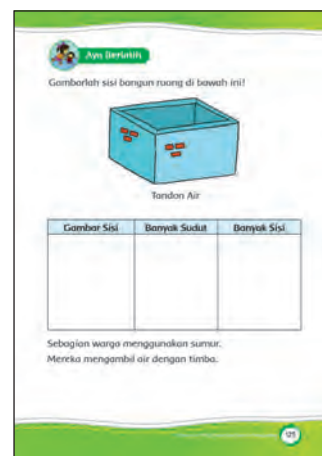 Ayo Berlatih
Gambarlah sisi bangun ruang di bawah ini!
Tandon Air
Gambar Sisi Banyak Sudut Banyak Sisi
Sebagian warga menggunakan sumur.
Mereka mengambil air dengan timba.
125